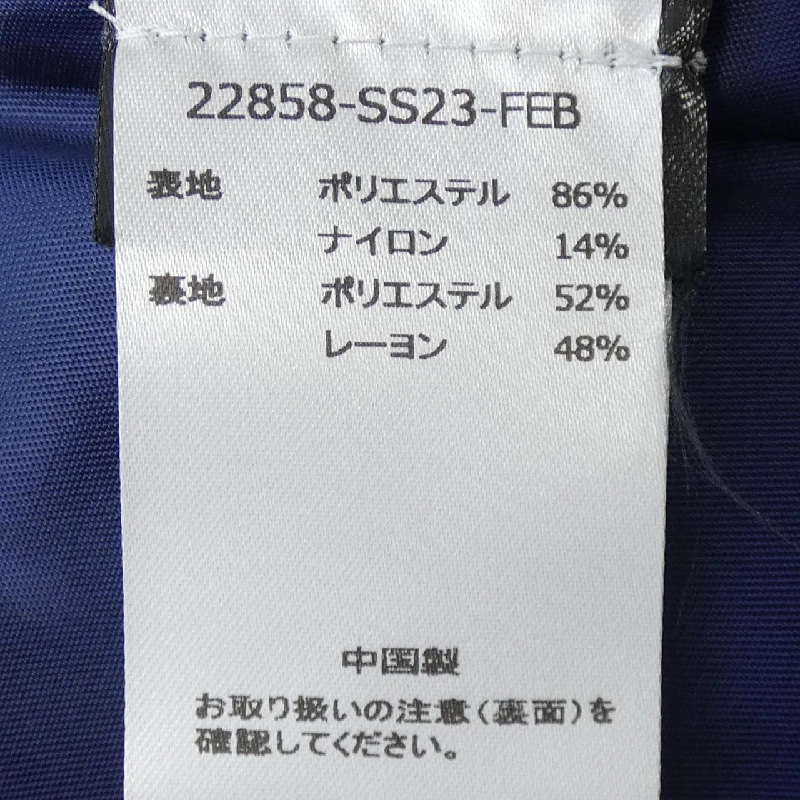 22858-SS23-FEB
表地 ポリエステル 86%
ナイロン 14%
裏地 ポリエステル 52%
レーヨン 48%
中国製
お取り扱いの注意(裏面)を
確認してください。